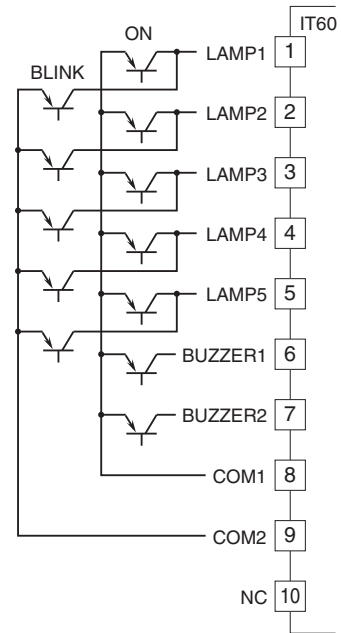 IT60
ON
LAMP1 1
BLINK
LAMP2 2
LAMP3 3
LAMP4 4
LAMP5 5
BUZZER1 6
BUZZER2 7
COM1 8
COM2 9
NC 10